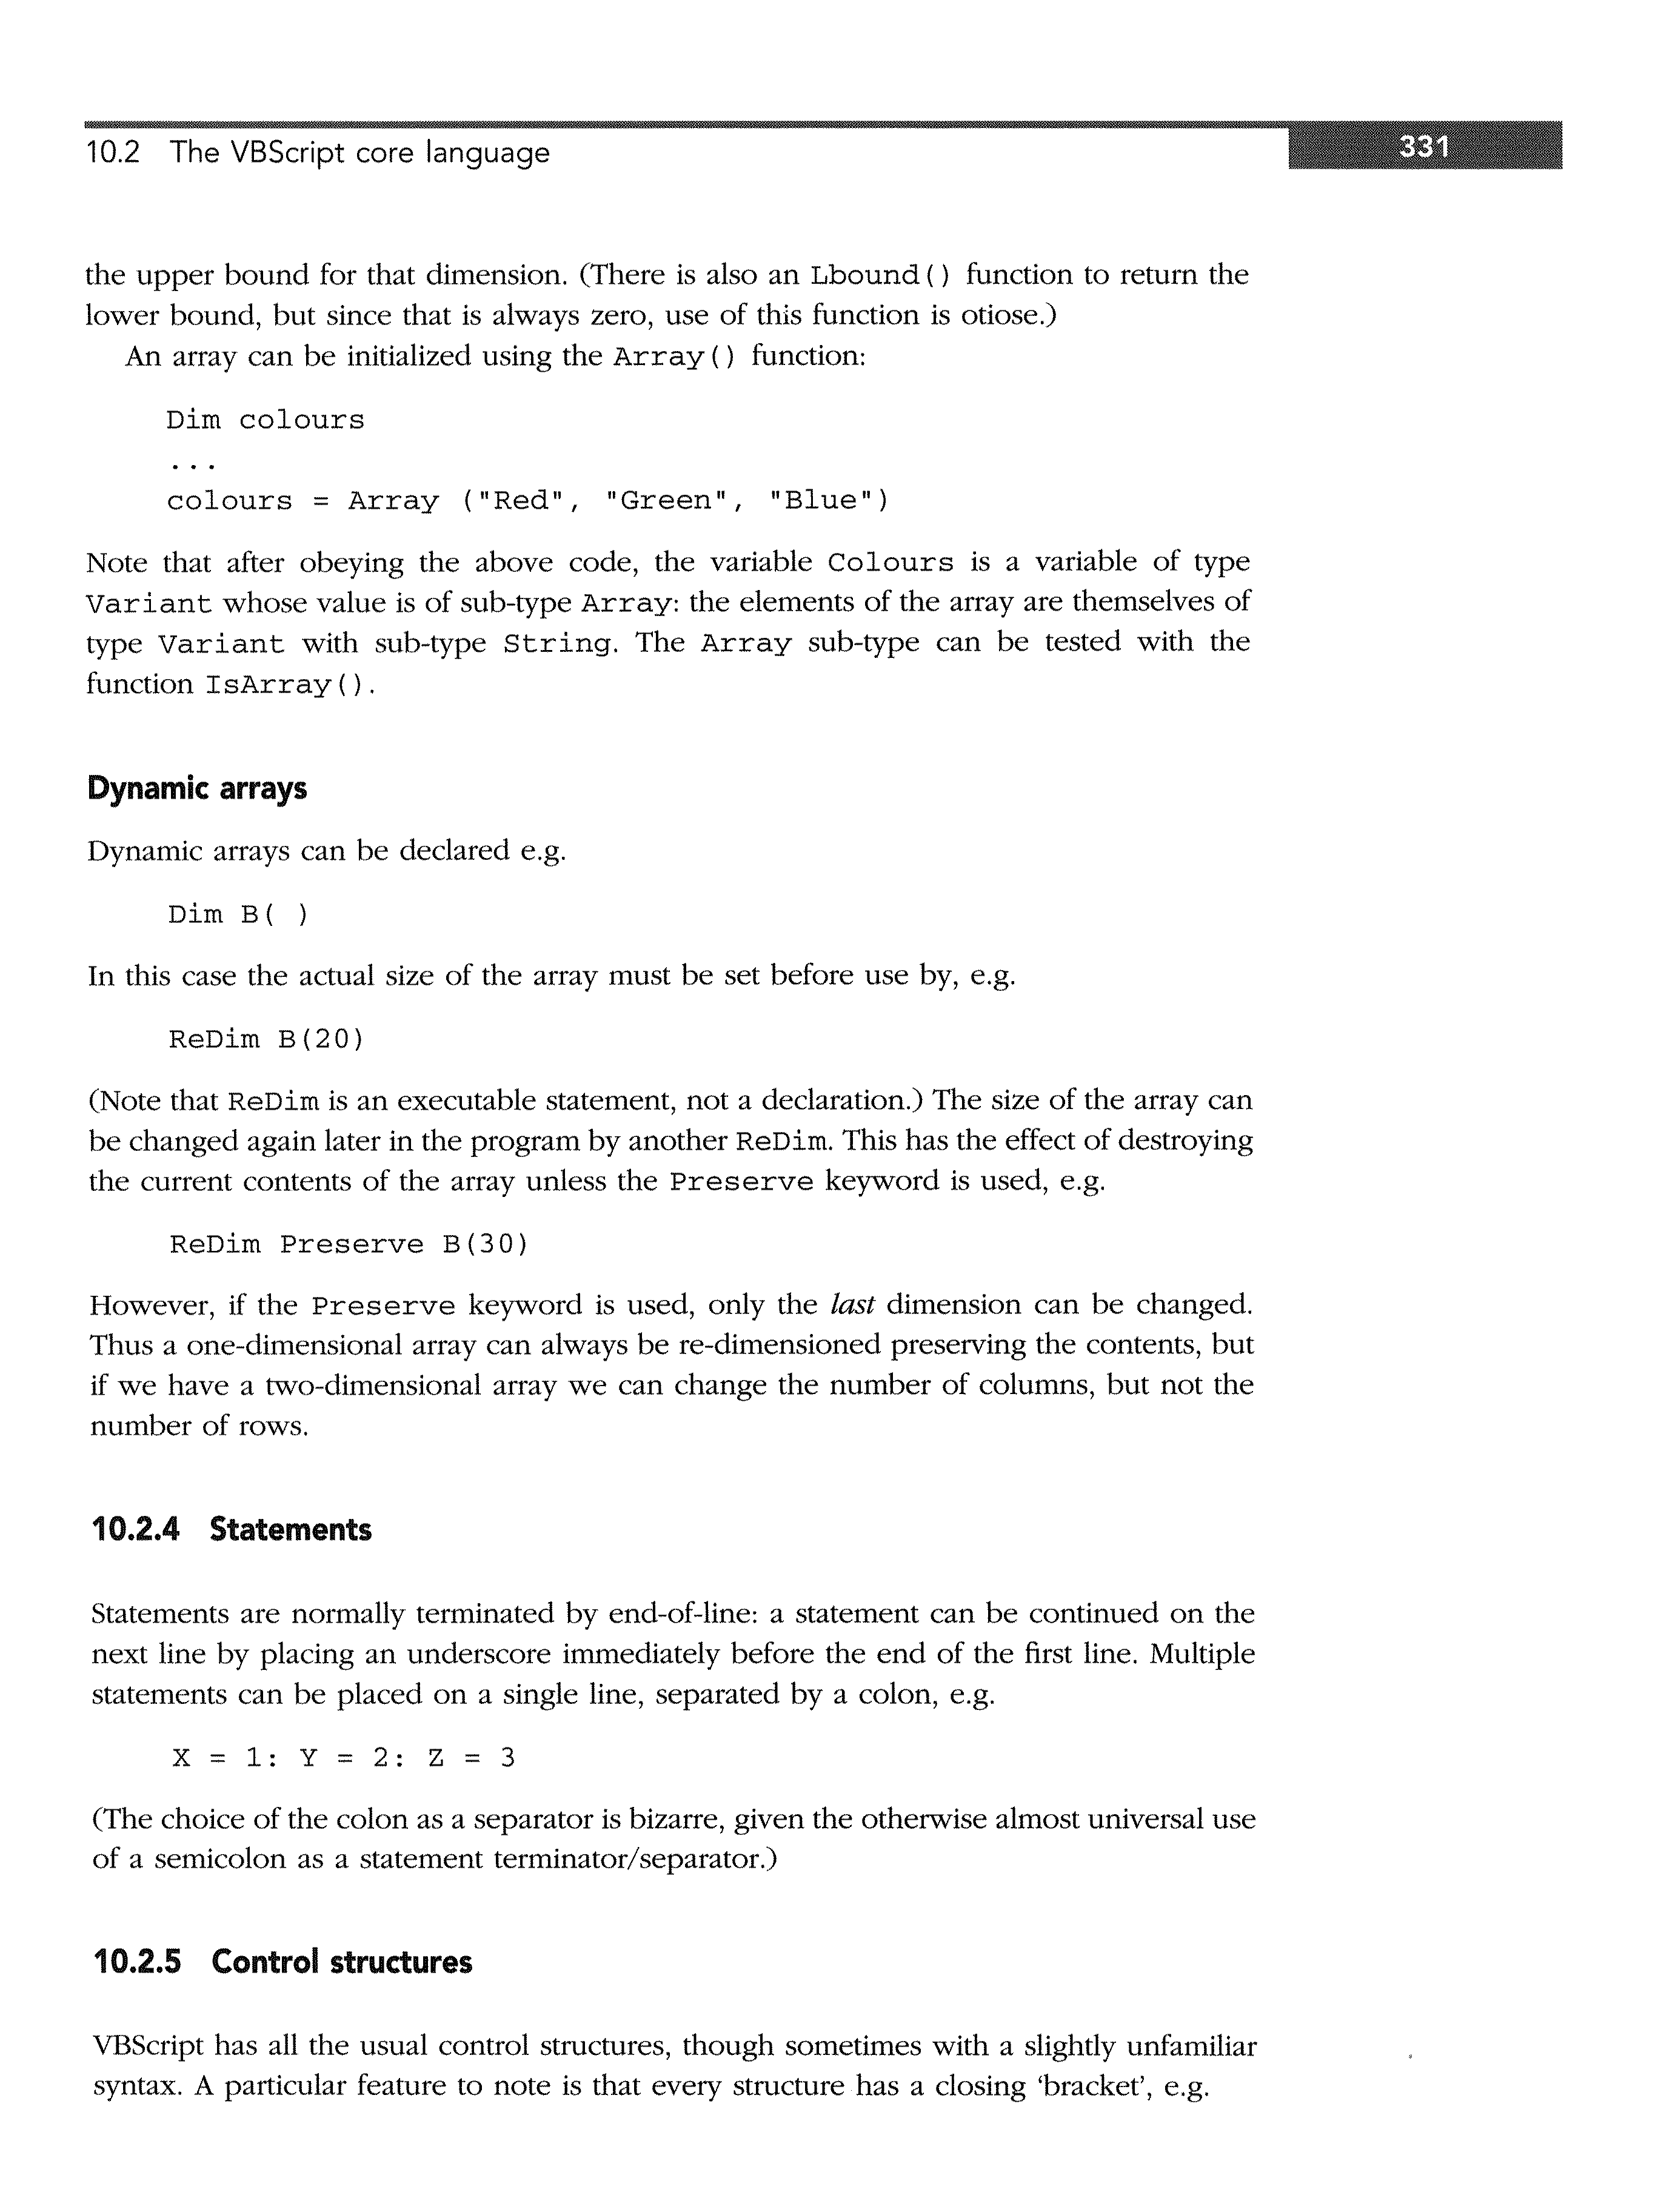 10.2 The VBScript core language 331
the upper bound for that dimension. (There is also an Lbound() function to return the
lower bound, but since that is always zero, use of this function is otiose.)
An array can be initialized using the Array() function:
Dim colours
...
colours = Array ("Red", "Green", "Blue")
Note that after obeying the above code, the variable Colours is a variable of type
Variant whose value is of sub-type Array: the elements of the array are themselves of
type Variant with sub-type String. The Array sub-type can be tested with the
function IsArray().
Dynamic arrays
Dynamic arrays can be declared e.g.
Dim B( )
In this case the actual size of the array must be set before use by, e.g.
ReDim B(20)
(Note that ReDim is an executable statement, not a declaration.) The size of the array can
be changed again later in the program by another ReDim. This has the effect of destroying
the current contents of the array unless the Preserve keyword is used, e.g.
ReDim Preserve B(30)
However, if the Preserve keyword is used, only the last dimension can be changed.
Thus a one-dimensional array can always be re-dimensioned preserving the contents, but
if we have a two-dimensional array we can change the number of columns, but not the
number of rows.
10.2.4 Statements
Statements are normally terminated by end-of-line: a statement can be continued on the
next line by placing an underscore immediately before the end of the first line. Multiple
statements can be placed on a single line, separated by a colon, e.g.
X = 1: Y = 2: Z = 3
(The choice of the colon as a separator is bizarre, given the otherwise almost universal use
of a semicolon as a statement terminator/separator.)
10.2.5 Control structures
VBScript has all the usual control structures, though sometimes with a slightly unfamiliar
syntax. A particular feature to note is that every structure has a closing ‘bracket’, e.g.